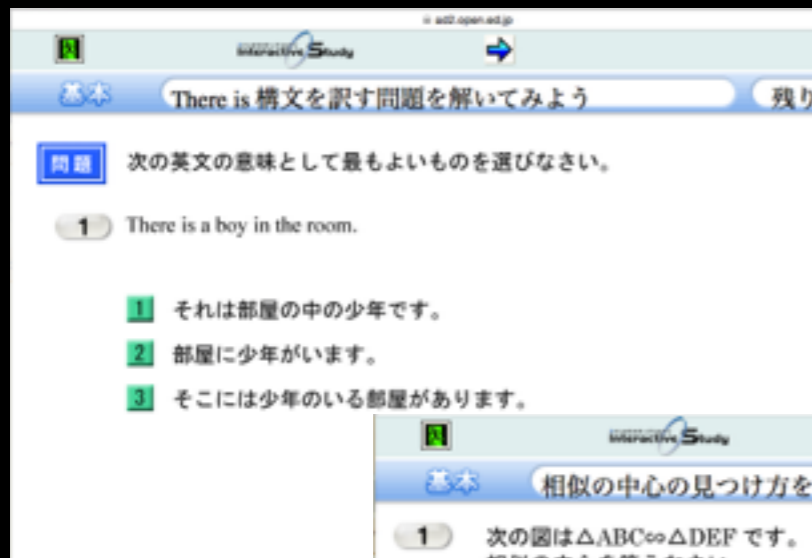 ad2.open.ed.jp
Interactive Study
基本
There is 構文を訳す問題を解いてみよう
残り
問題
次の英文の意味として最もよいものを選びなさい。
1 There is a boy in the room.
1 それは部屋の中の少年です。
2 部屋に少年がいます。
3 そこには少年のいる部屋があります。
Interactive Study
基本
相似の中心の見つけ方を
1 次の図は△ABC∽△DEF です。